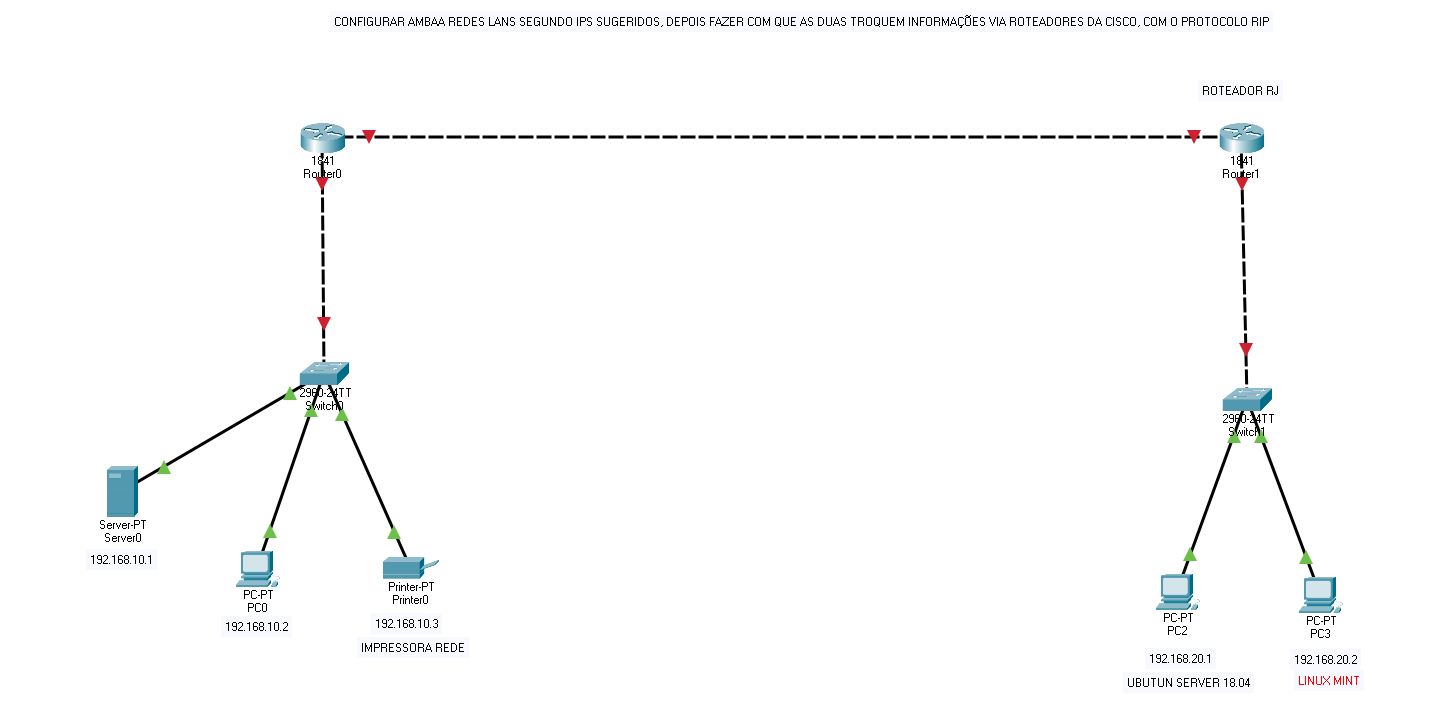 CONFIGURAR AMBAA REDES LANS SEGUNDO IPS SUGERIDOS, DEPOIS FAZER COM QUE AS DUAS TROQUEM INFORMAÇÕES VIA ROTEADORES DA CISCO, COM O PROTOCOLO RIP
ROTEADOR RJ
1841
Router0
1841
Router1
2960-24TT
Switch0
2960-24TT
Switch1
Server-PT
Server0
192.168.10.1
PC-PT
PC0
192.168.10.2
Printer-PT
Printer0
192.168.10.3
IMPRESSORA REDE
PC-PT
PC2
192.168.20.1
UBUTUN SERVER 18.04
PC-PT
PC3
192.168.20.2
LINUX MINT